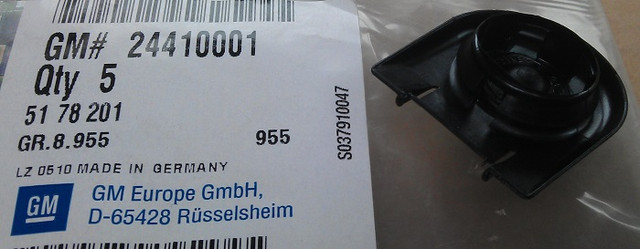 GM# 24410001
Qty 5
51 78 201
GR.8.955 955
LZ 0510 MADE IN GERMANY
GM
GM Europe GmbH,
D-65428 Rüsselsheim
S037910047